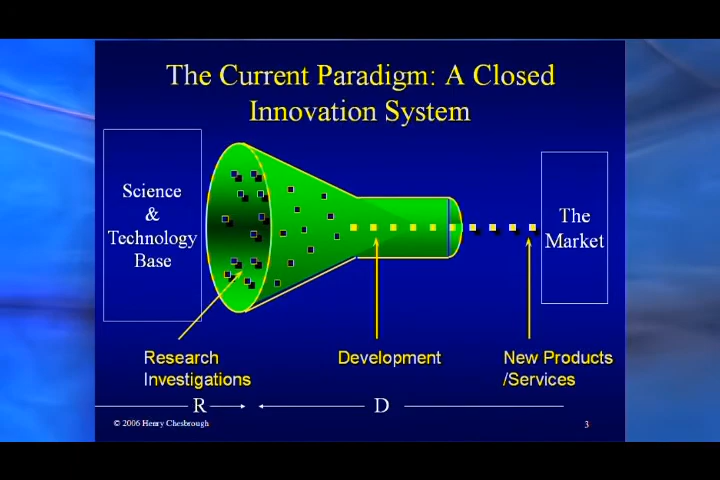 The Current Paradigm: A Closed
Innovation System
Science
&
Technology
Base
The
Market
Research
Investigations
Development
New Products
/Services
R
D
© 2006 Henry Chesbrough
3